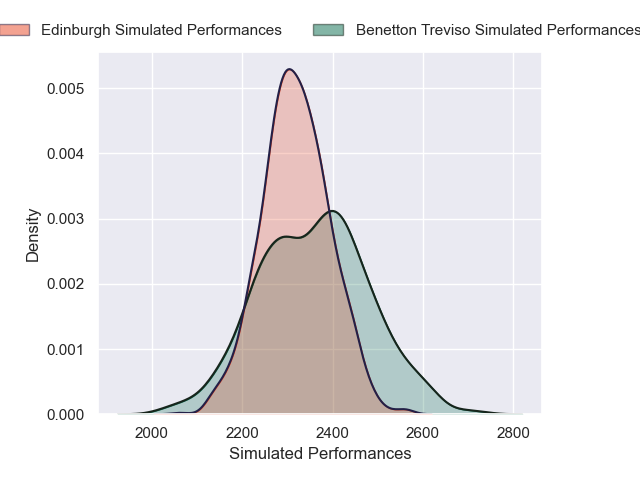 Edinburgh Simulated Performances Benetton Treviso Simulated Performances
0.005
0.004
0.003
0.002
0.001
0.000
Density
2000 2200 2400 2600 2800
Simulated Performances